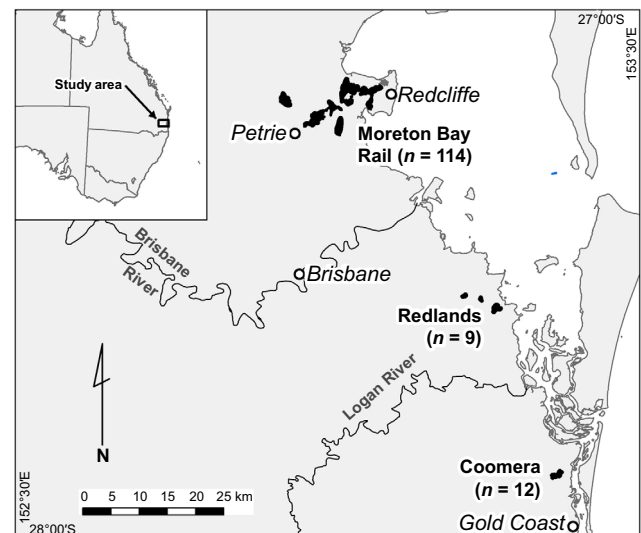 27°00'S
153°30'E
Study area
Redcliffe
Petrie
Moreton Bay
Rail (n = 114)
Brisbane
River
Brisbane
Redlands
(n = 9)
Logan River
N
Coomera
(n = 12)
0 5 10 15 20 25 km
152°30'E
Gold Coast
28°00'S